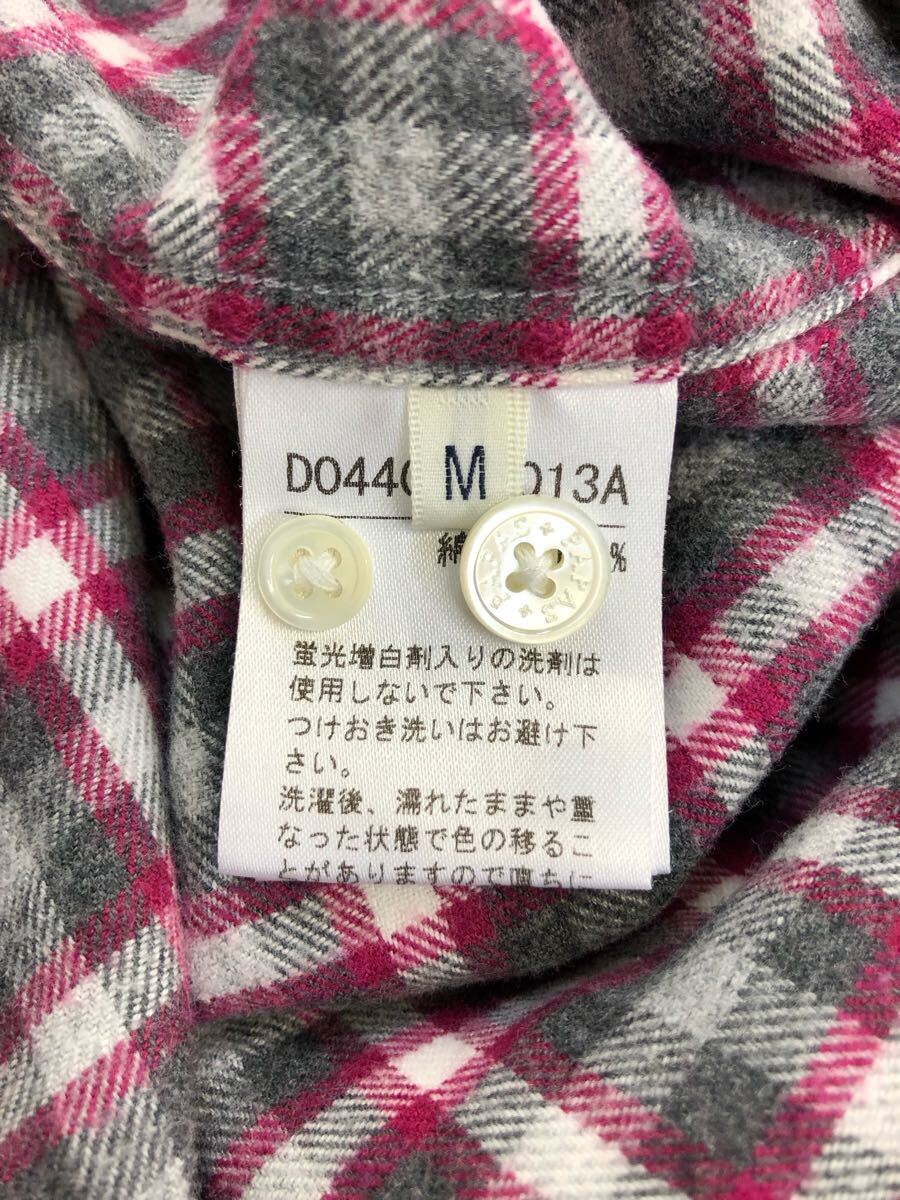 M
D044 013A
綿 %
蛍光増白剤入りの洗剤は
使用しないで下さい。
つけおき洗いはお避け下
さい。
洗濯後、濡れたままや重
なった状態で色の移るこ
とがありますので直ちに